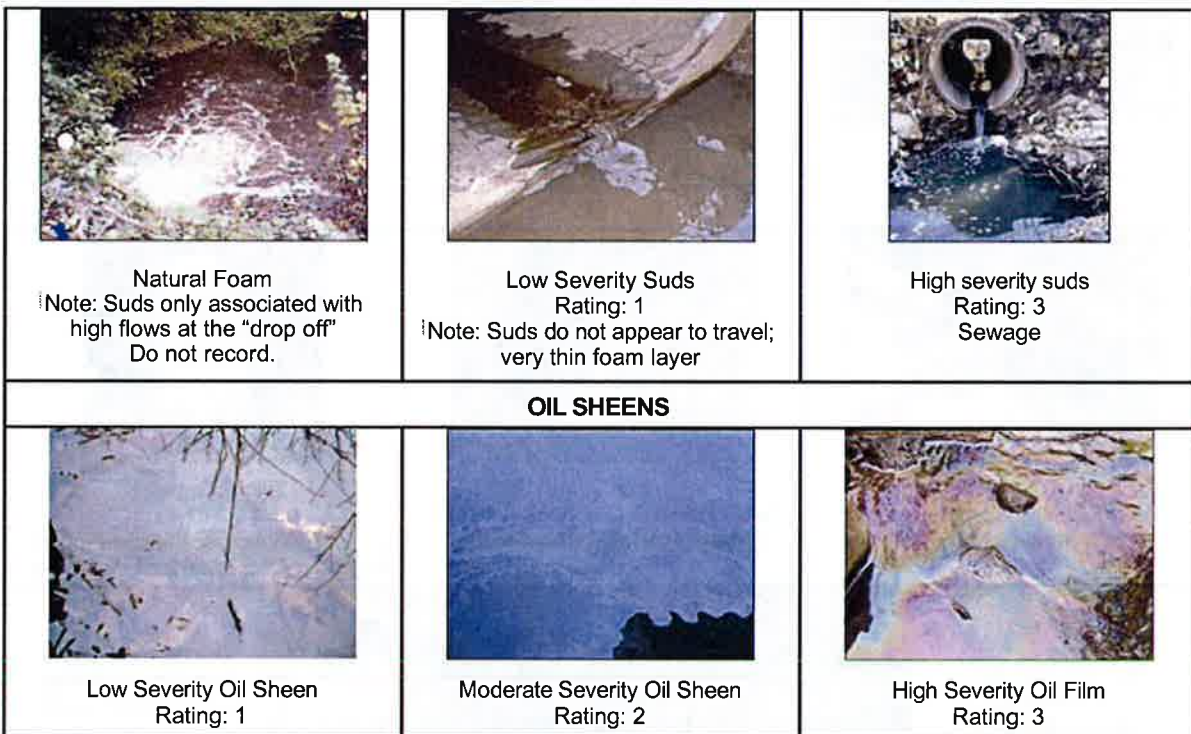 Natural Foam
Note: Suds only associated with
high flows at the “drop off”
Do not record.
Low Severity Suds
Rating: 1
Note: Suds do not appear to travel;
very thin foam layer
High severity suds
Rating: 3
Sewage
OIL SHEENS
Low Severity Oil Sheen
Rating: 1
Moderate Severity Oil Sheen
Rating: 2
High Severity Oil Film
Rating: 3